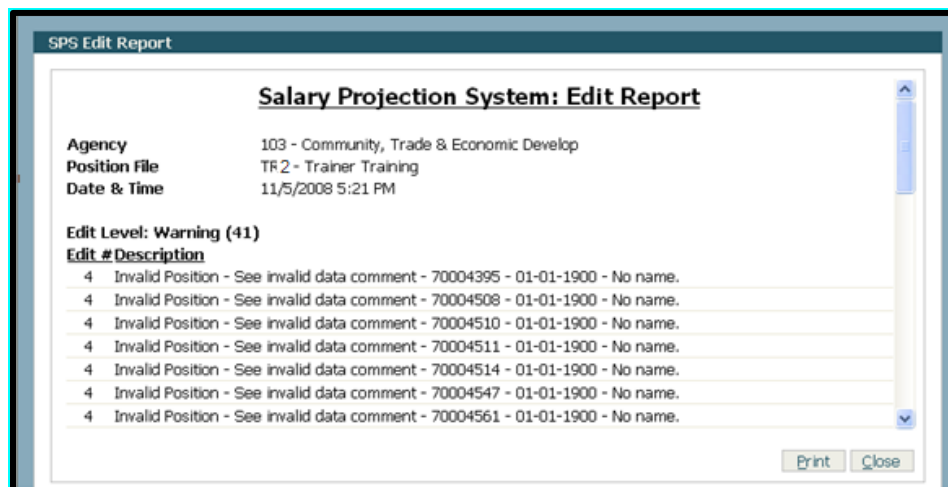 SPS Edit Report
Salary Projection System: Edit Report
Agency 103 - Community, Trade & Economic Develop
Position File TR2 - Trainer Training
Date & Time 11/5/2008 5:21 PM
Edit Level: Warning (41)
Edit # Description
4 Invalid Position - See invalid data comment - 70004395 - 01-01-1900 - No name.
4 Invalid Position - See invalid data comment - 70004508 - 01-01-1900 - No name.
4 Invalid Position - See invalid data comment - 70004510 - 01-01-1900 - No name.
4 Invalid Position - See invalid data comment - 70004511 - 01-01-1900 - No name.
4 Invalid Position - See invalid data comment - 70004514 - 01-01-1900 - No name.
4 Invalid Position - See invalid data comment - 70004547 - 01-01-1900 - No name.
4 Invalid Position - See invalid data comment - 70004561 - 01-01-1900 - No name.
Print Close